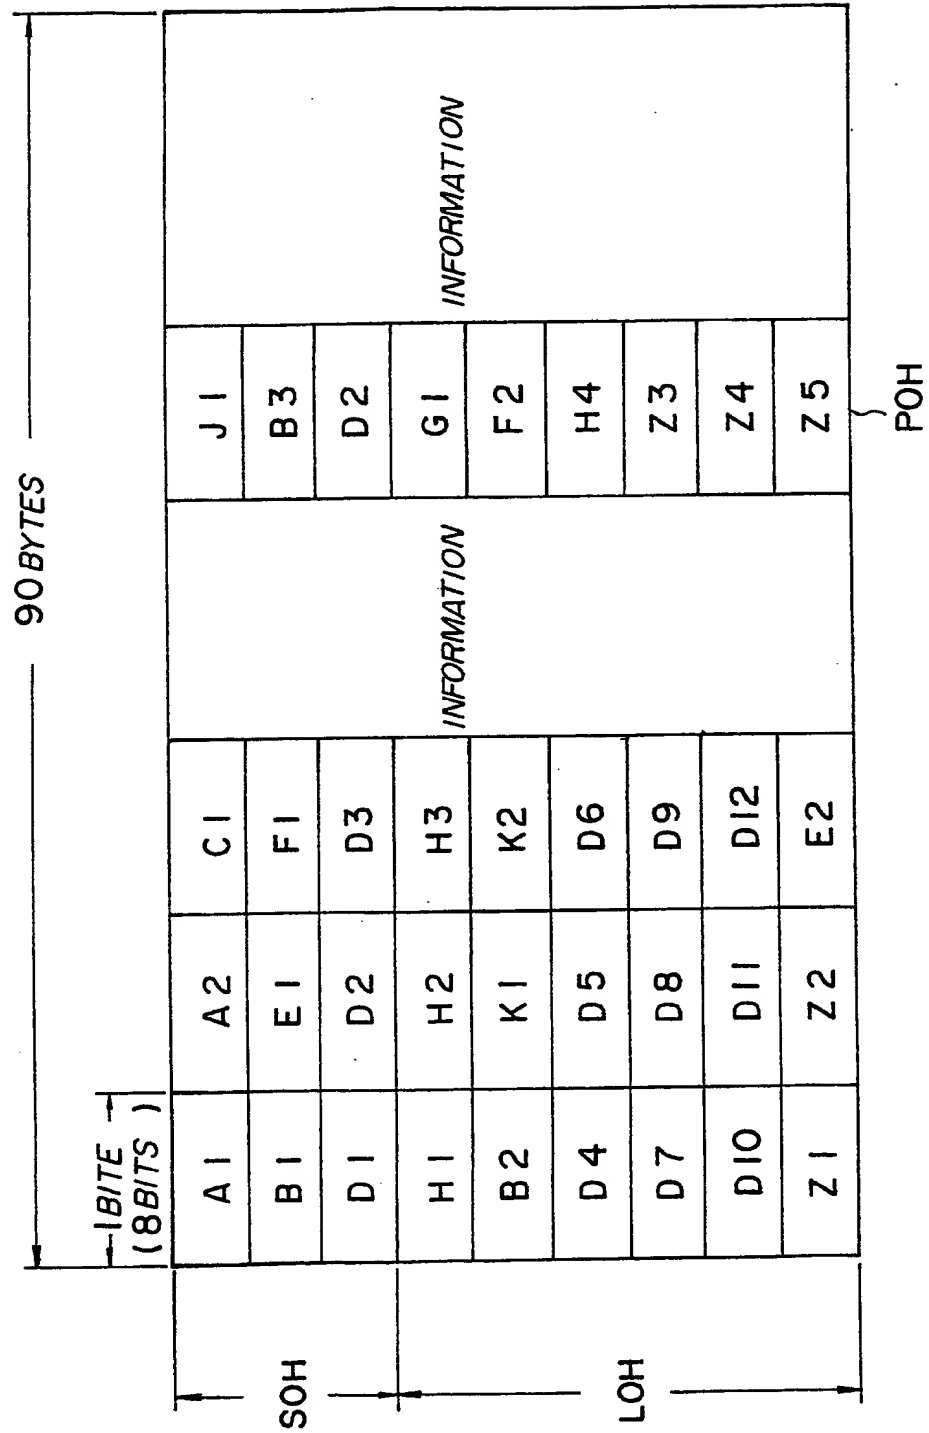 90 BYTES
1 BITE
(8 BITS)
SOH
A1 A2 C1 J1
B1 E1 F1 B3
D1 D2 D3 D2
LOH
H1 H2 H3 INFORMATION G1 INFORMATION
B2 K1 K2 F2
D4 D5 D6 H4
D7 D8 D9 Z3
D10 D11 D12 Z4
Z1 Z2 E2 Z5
POH